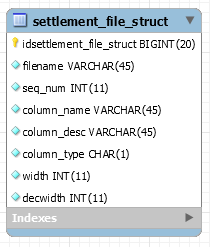 settlement_file_struct
idsettlement_file_struct BIGINT(20)
filename VARCHAR(45)
seq_num INT(11)
column_name VARCHAR(45)
column_desc VARCHAR(45)
column_type CHAR(1)
width INT(11)
decwidth INT(11)
Indexes